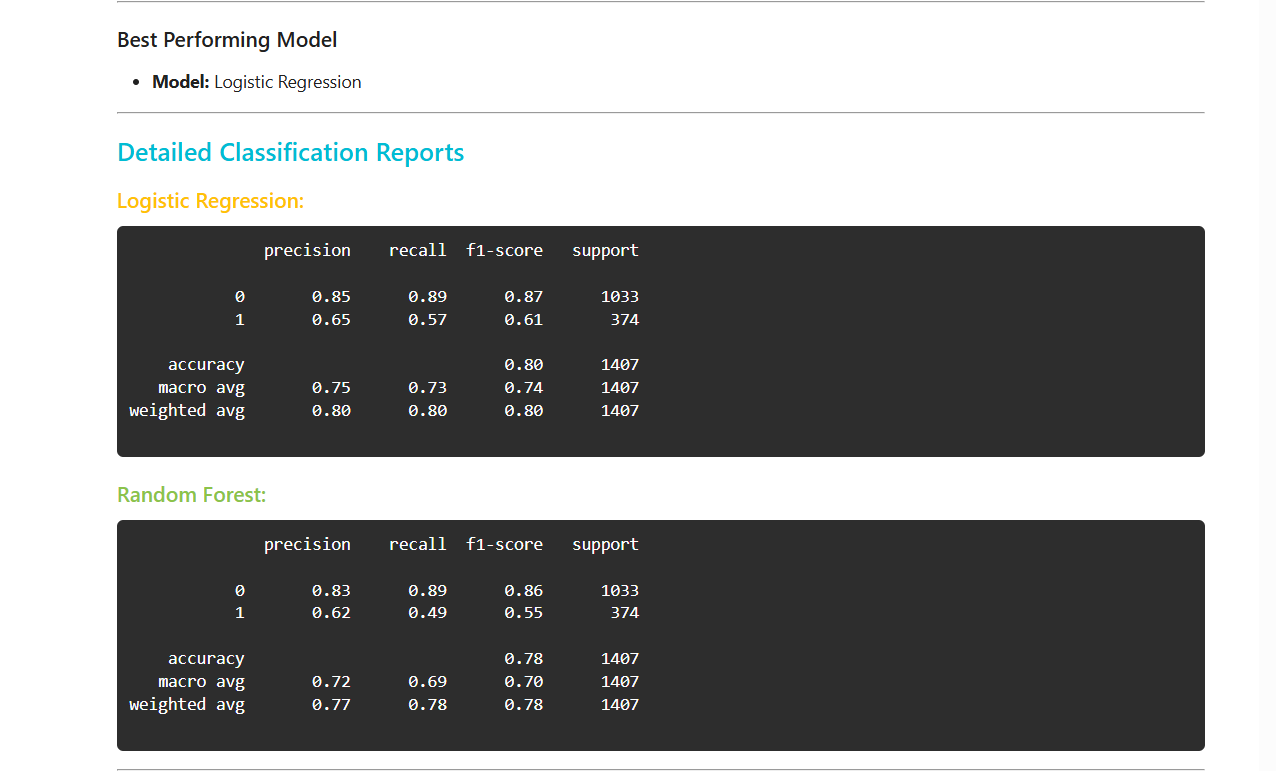 Best Performing Model
• Model: Logistic Regression
Detailed Classification Reports
Logistic Regression:
precision recall f1-score support
0 0.85 0.89 0.87 1033
1 0.65 0.57 0.61 374
accuracy 0.80 1407
macro avg 0.75 0.73 0.74 1407
weighted avg 0.80 0.80 0.80 1407
Random Forest:
precision recall f1-score support
0 0.83 0.89 0.86 1033
1 0.62 0.49 0.55 374
accuracy 0.78 1407
macro avg 0.72 0.69 0.70 1407
weighted avg 0.77 0.78 0.78 1407